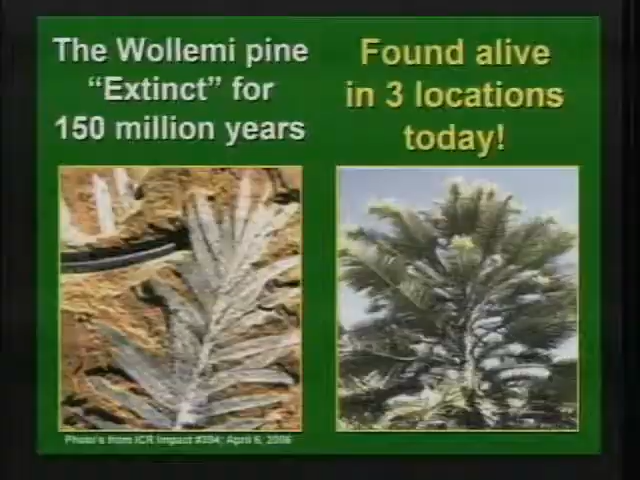 The Wollemi pine
“Extinct” for
150 million years
Found alive
in 3 locations
today!
Photo's from ICR Impact #394; April 6, 2006